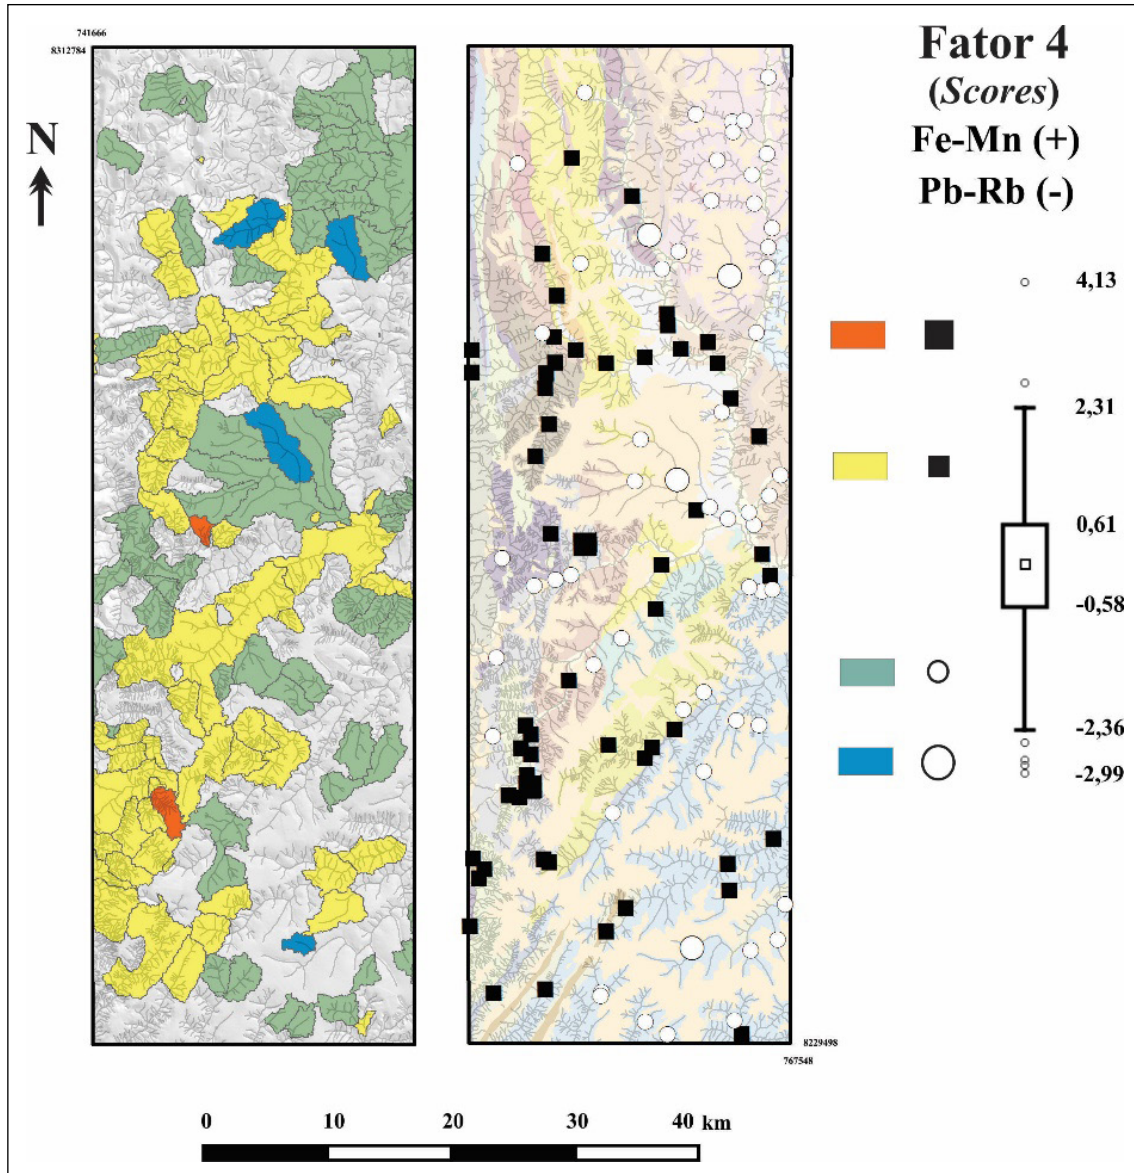 741666
8312784
N
Fator 4
(Scores)
Fe-Mn (+)
Pb-Rb (-)
4,13
2,31
0,61
-0,58
-2,36
-2,99
8229498
767548
0 10 20 30 40 km